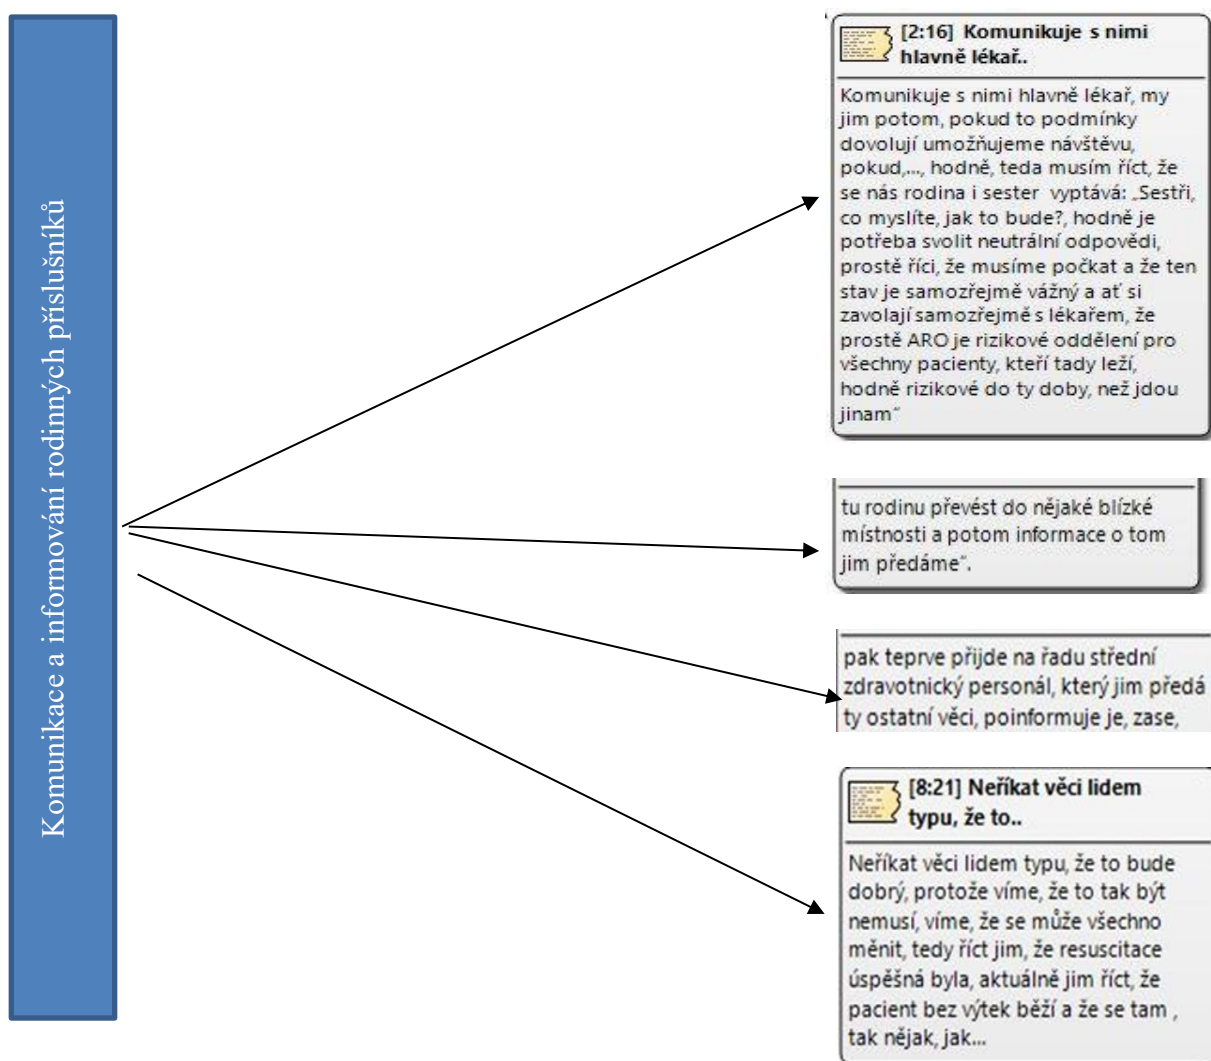 Komunikace a informování rodinných příslušníků
[2:16] Komunikuje s nimi
hlavně lékař..
Komunikuje s nimi hlavně lékař, my
jim potom, pokud to podmínky
dovolují umožňujeme návštěvu,
pokud,..., hodně, teda musím říct, že
se nás rodina i sester vyptává: „Sestři,
co myslíte, jak to bude?, hodně je
potřeba svolit neutrální odpovědi,
prostě říci, že musíme počkat a že ten
stav je samozřejmě vážný a ať si
zavolají samozřejmě s lékařem, že
prostě ARO je rizikové oddělení pro
všechny pacienty, kteří tady leží,
hodně rizikové do ty doby, než jdou
jinam“
tu rodinu převést do nějaké blízké
místnosti a potom informace o tom
jim předáme“.
pak teprve přijde na řadu střední
zdravotnický personál, který jim předá
ty ostatní věci, poinformuje je, zase,
[8:21] Neříkat věci lidem
typu, že to..
Neříkat věci lidem typu, že to bude
dobrý, protože víme, že to tak být
nemusí, víme, že se může všechno
měnit, tedy říct jim, že resuscitace
úspěšná byla, aktuálně jim říct, že
pacient bez výtek běží a že se tam ,
tak nějak, jak...